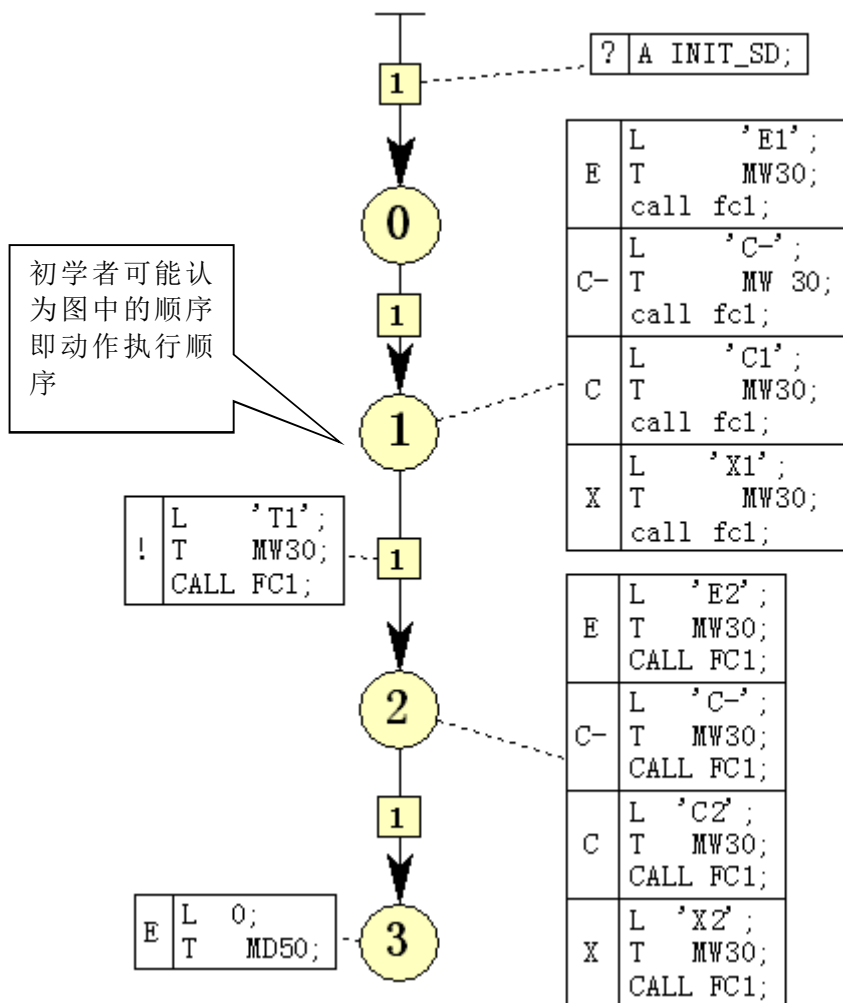 1
? A INIT_SD;
0
1
初学者可能认
为图中的顺序
即动作执行顺
序
1
E
L 'E1';
T MW30;
call fc1;
C-
L 'C-';
T MW 30;
call fc1;
C
L 'C1';
T MW30;
call fc1;
X
L 'X1';
T MW30;
call fc1;
!
L 'T1';
T MW30;
CALL FC1;
1
2
E
L 'E2';
T MW30;
CALL FC1;
C-
L 'C-';
T MW30;
CALL FC1;
C
L 'C2';
T MW30;
CALL FC1;
X
L 'X2';
T MW30;
CALL FC1;
1
E
L 0;
T MD50;
3